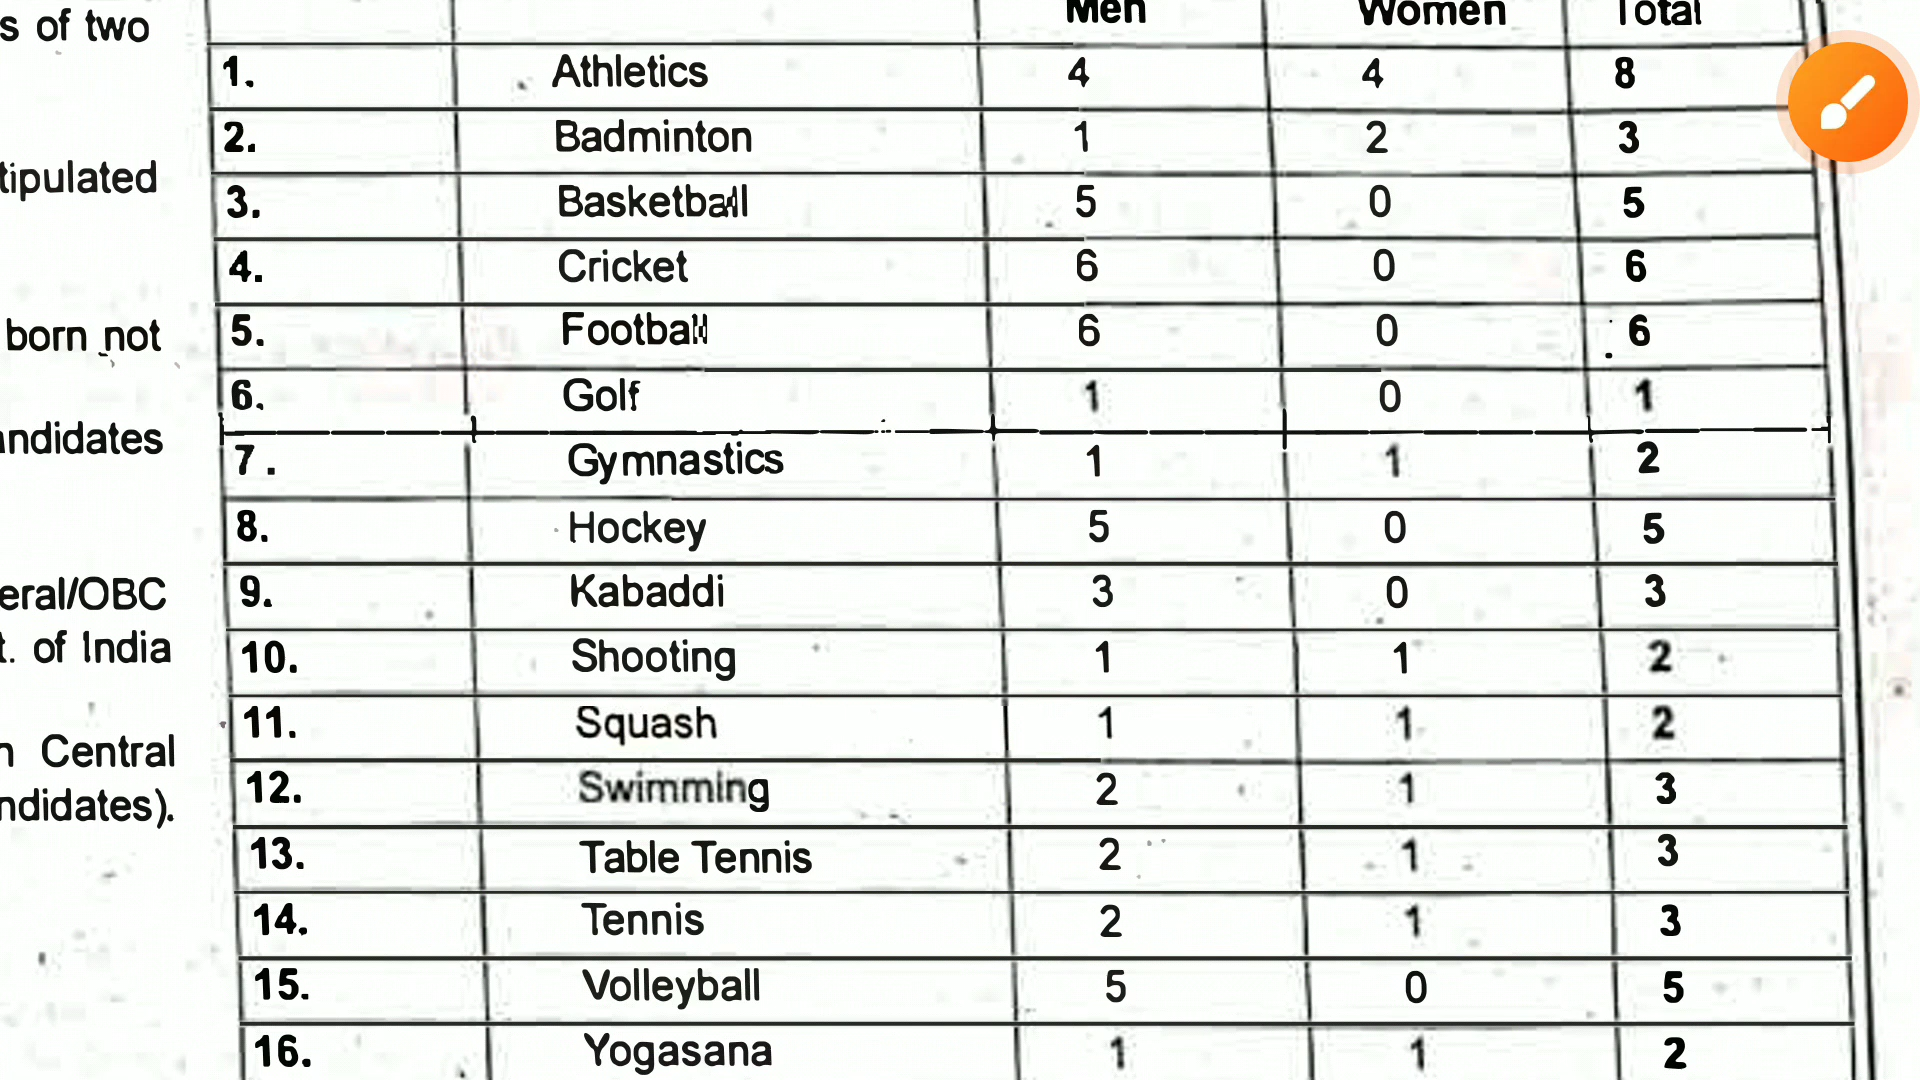 s of two
tipulated
born not
andidates
eral/OBC
t. of India
n Central
ndidates).
Men Women Total
1. Athletics 4 4 8
2. Badminton 1 2 3
3. Basketball 5 0 5
4. Cricket 6 0 6
5. Football 6 0 6
6. Golf 1 0 1
7. Gymnastics 1 1 2
8. Hockey 5 0 5
9. Kabaddi 3 0 3
10. Shooting 1 1 2
11. Squash 1 1 2
12. Swimming 2 1 3
13. Table Tennis 2 1 3
14. Tennis 2 1 3
15. Volleyball 5 0 5
16. Yogasana 1 1 2